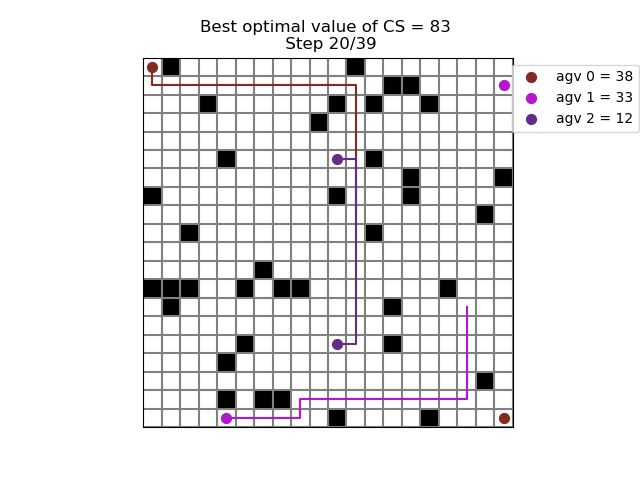 Best optimal value of CS = 83
Step 20/39
agv 0 = 38
agv 1 = 33
agv 2 = 12